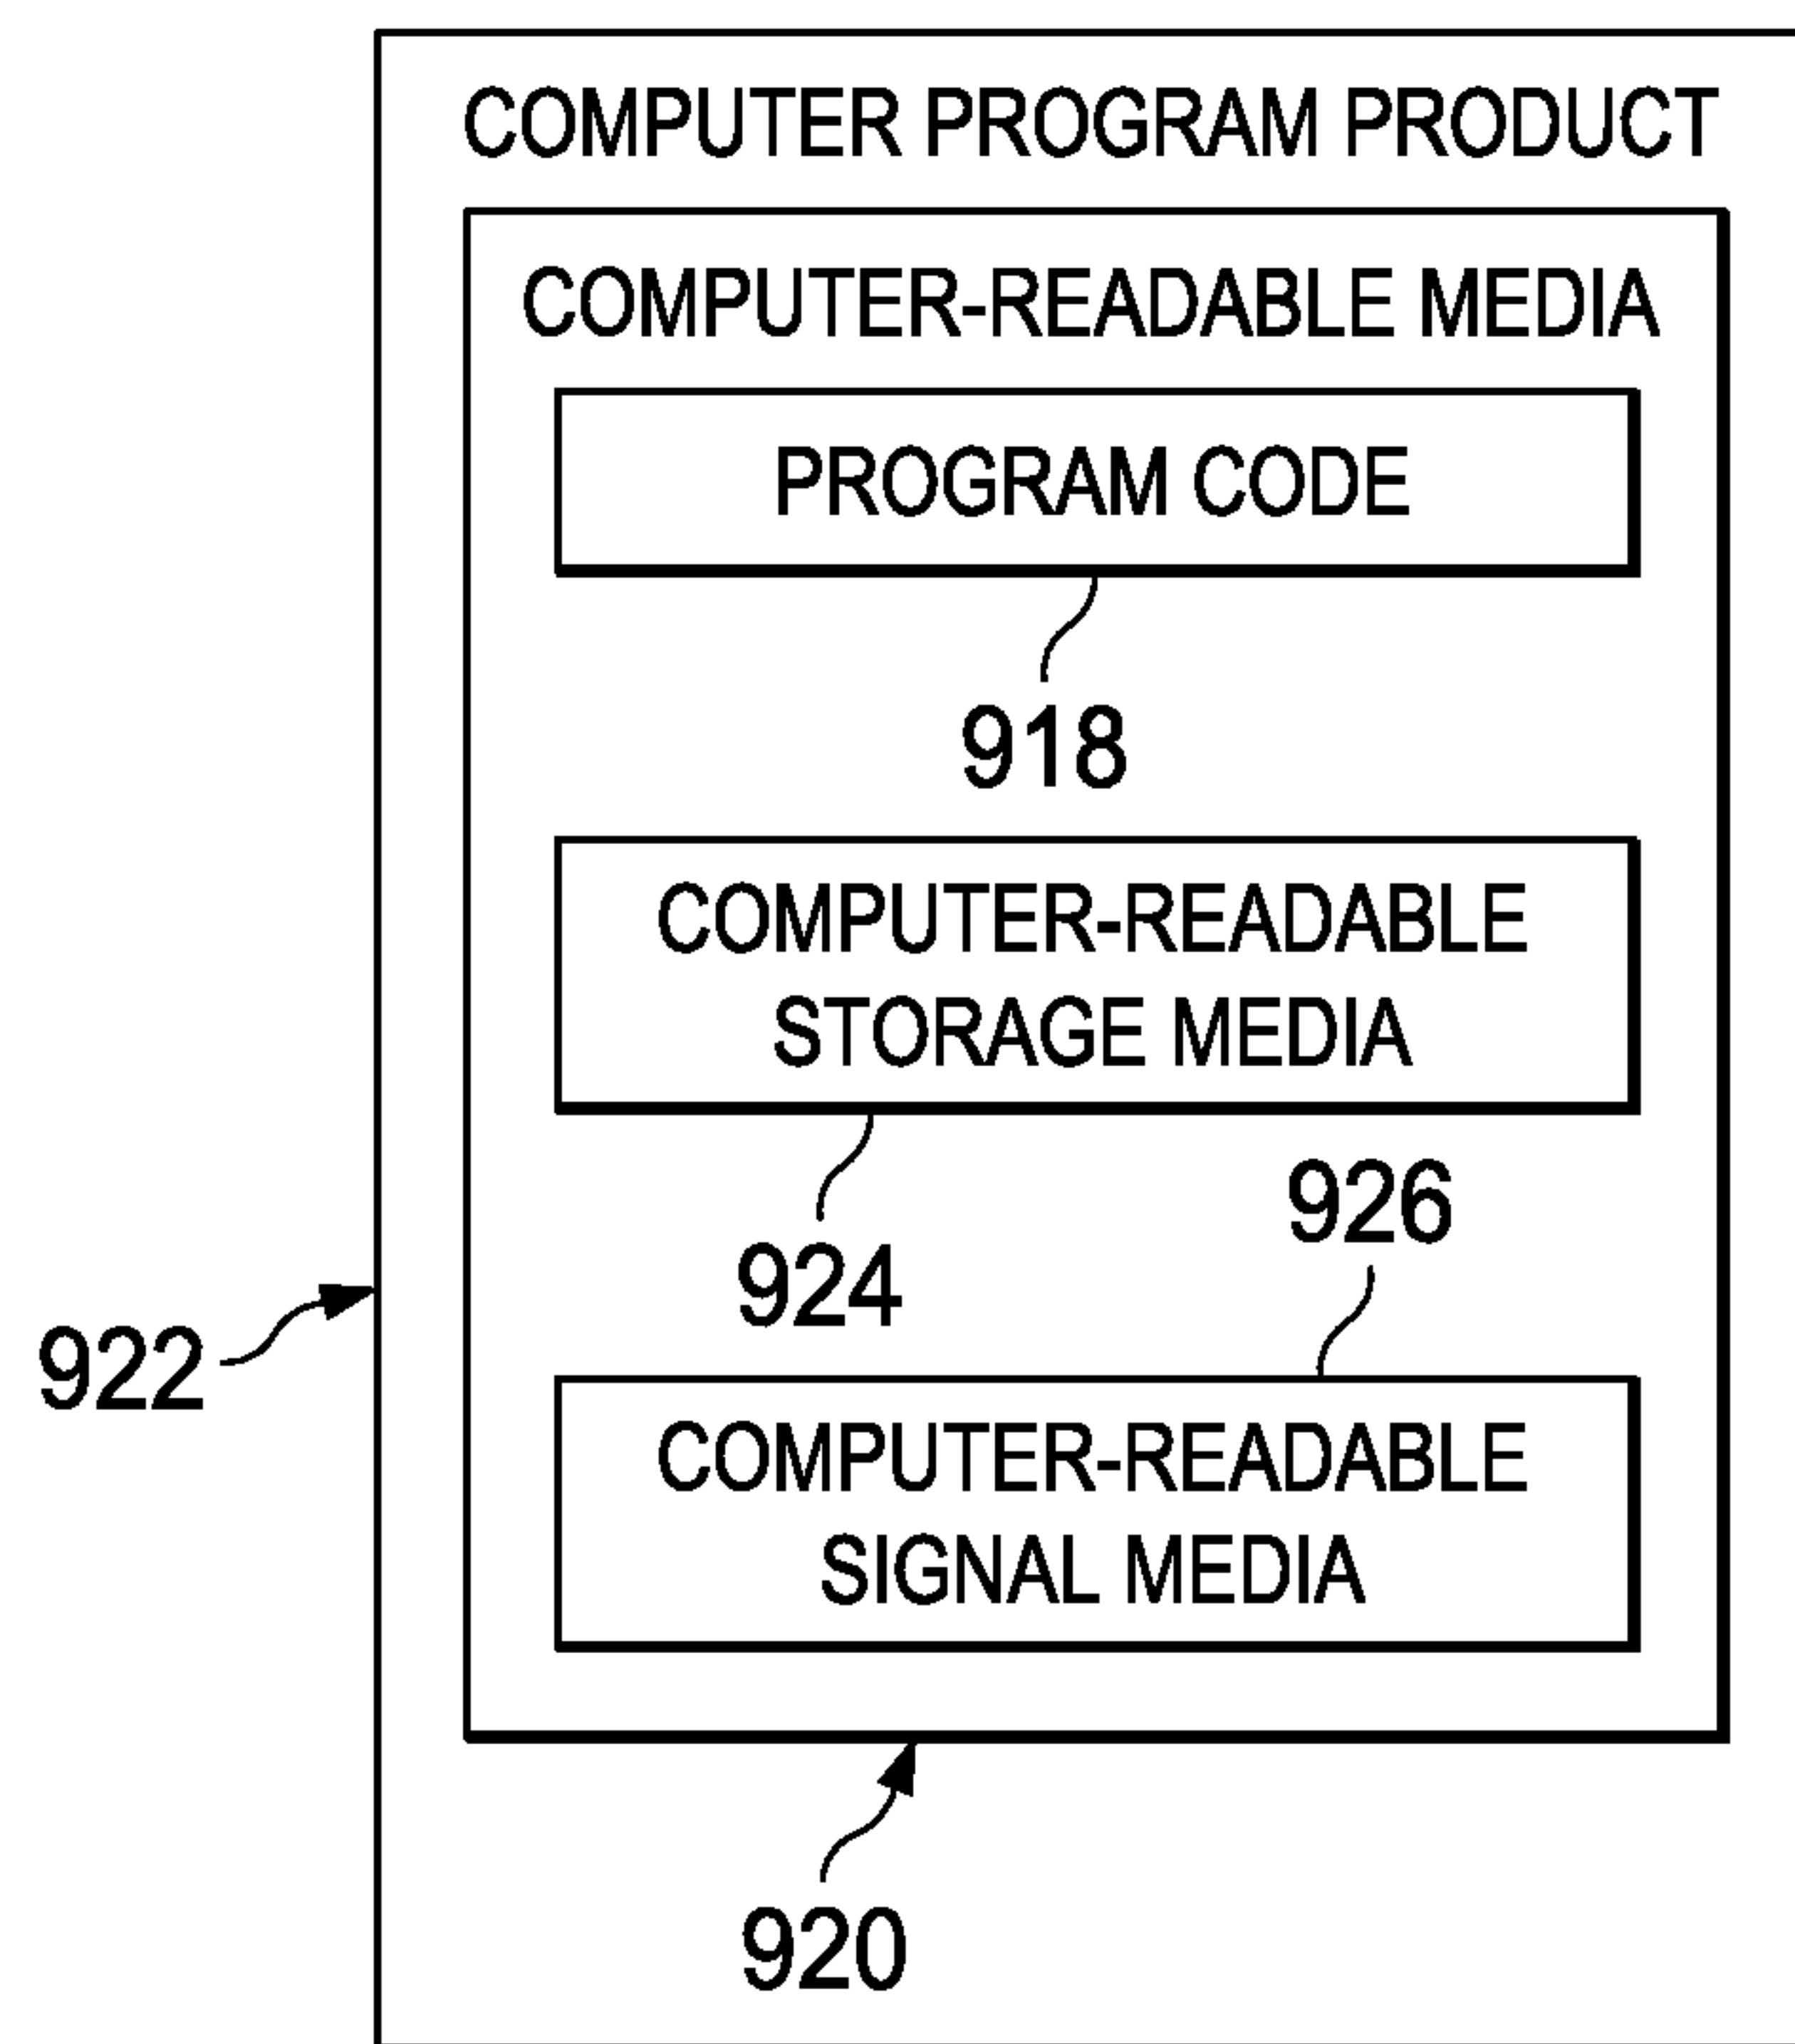 COMPUTER PROGRAM PRODUCT
COMPUTER-READABLE MEDIA
PROGRAM CODE
918
COMPUTER-READABLE
STORAGE MEDIA
926
924
922
COMPUTER-READABLE
SIGNAL MEDIA
920